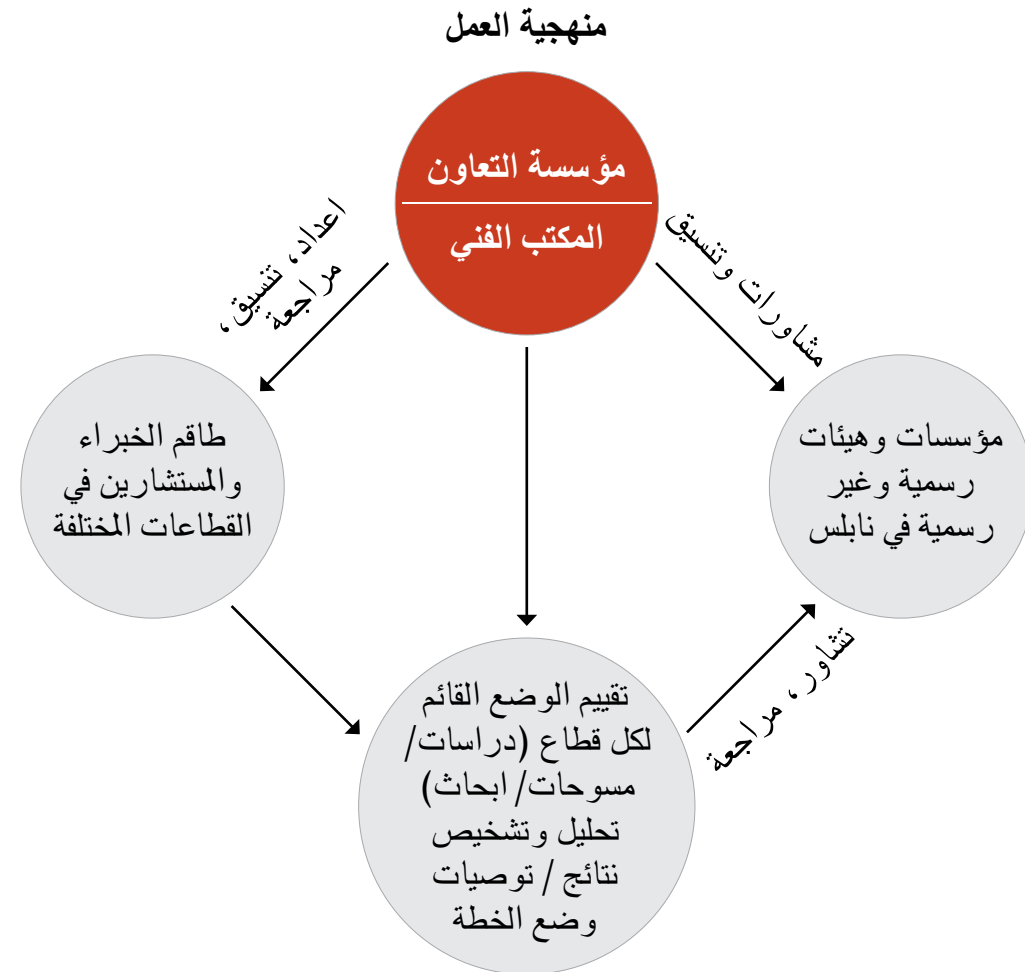 منهجية العمل
مؤسسة التعاون
المكتب الفني
مشاورات وتنسيق
اعداد، تنسيق،
مراجعة
مؤسسات وهيئات
رسمية وغير
رسمية في نابلس
طاقم الخبراء
والمستشارين في
القطاعات المختلفة
تشاور، مراجعة
تقييم الوضع القائم
لكل قطاع (دراسات/
مسوحات/ ابحاث)
تحليل وتشخيص
نتائج / توصيات
وضع الخطة